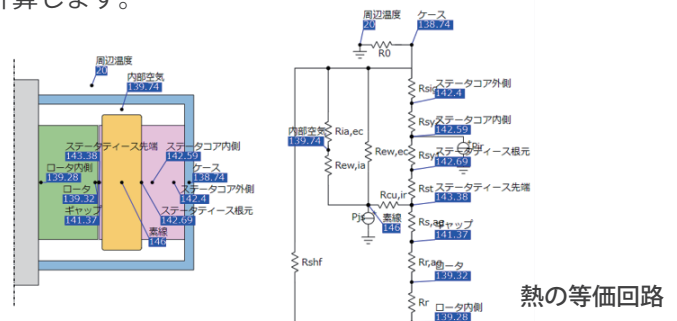 計算します。
周辺温度
20
内部空気
139.74
ステータティース先端
143.38
ステータコア内側
142.59
ロータ内側
139.28
ケース
138.74
ロータ
139.32
ステータコア外側
142.4
ギャップ
141.37
ステータティース根元
142.69
素線
146
周辺温度
20
ケース
138.74
R0
ステータコア外側
142.4
Rsy
ステータコア内側
142.59
内部空気
139.74
Ria,ec
Rew,ec
Rew,ia
Rsy
ステータティース根元
142.69
Pir
Rst
ステータティース先端
143.38
Rcu,ir
素線
146
Rs,ag
ギャップ
141.37
Rshf
Rr,ag
ロータ
139.32
Rr
ロータ内側
139.28
熱の等価回路